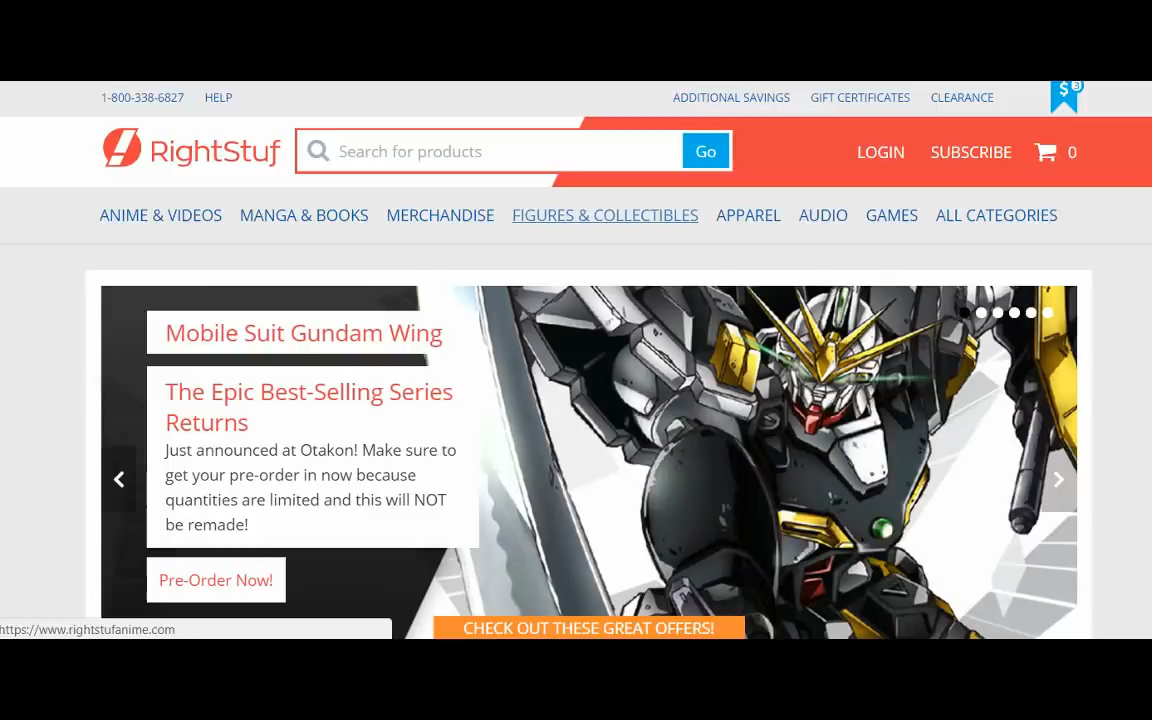 1-800-338-6827 HELP ADDITIONAL SAVINGS GIFT CERTIFICATES CLEARANCE $ 3
RightStuf Search for products Go LOGIN SUBSCRIBE 0
ANIME & VIDEOS MANGA & BOOKS MERCHANDISE FIGURES & COLLECTIBLES APPAREL AUDIO GAMES ALL CATEGORIES
Mobile Suit Gundam Wing
The Epic Best-Selling Series
Returns
Just announced at Otakon! Make sure to
get your pre-order in now because
quantities are limited and this will NOT
be remade!
Pre-Order Now!
CHECK OUT THESE GREAT OFFERS!
https://www.rightstufanime.com